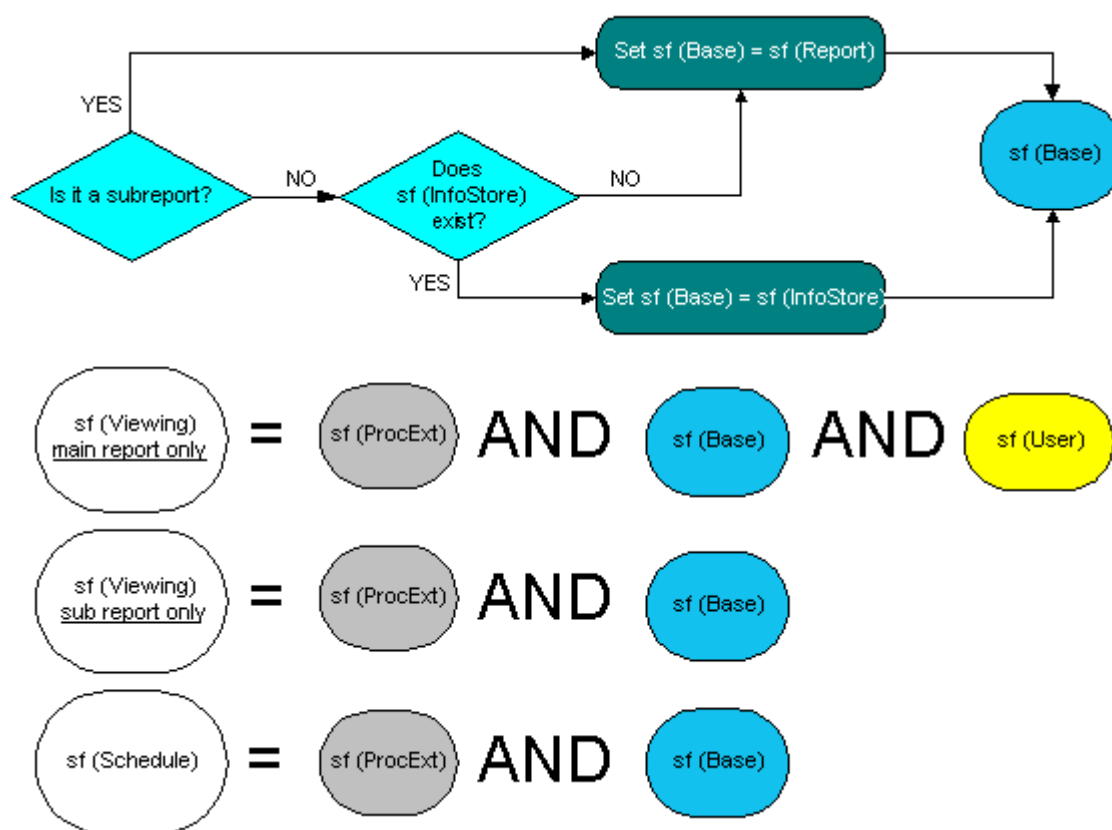 Set sf (Base) = sf (Report)
YES
sf (Base)
Is it a subreport?
NO
Does
sf (InfoStore)
exist?
NO
YES
Set sf (Base) = sf (InfoStore)
sf (Viewing)
main report only
=
sf (ProcExt)
AND
sf (Base)
AND
sf (User)
sf (Viewing)
sub report only
=
sf (ProcExt)
AND
sf (Base)
sf (Schedule)
=
sf (ProcExt)
AND
sf (Base)